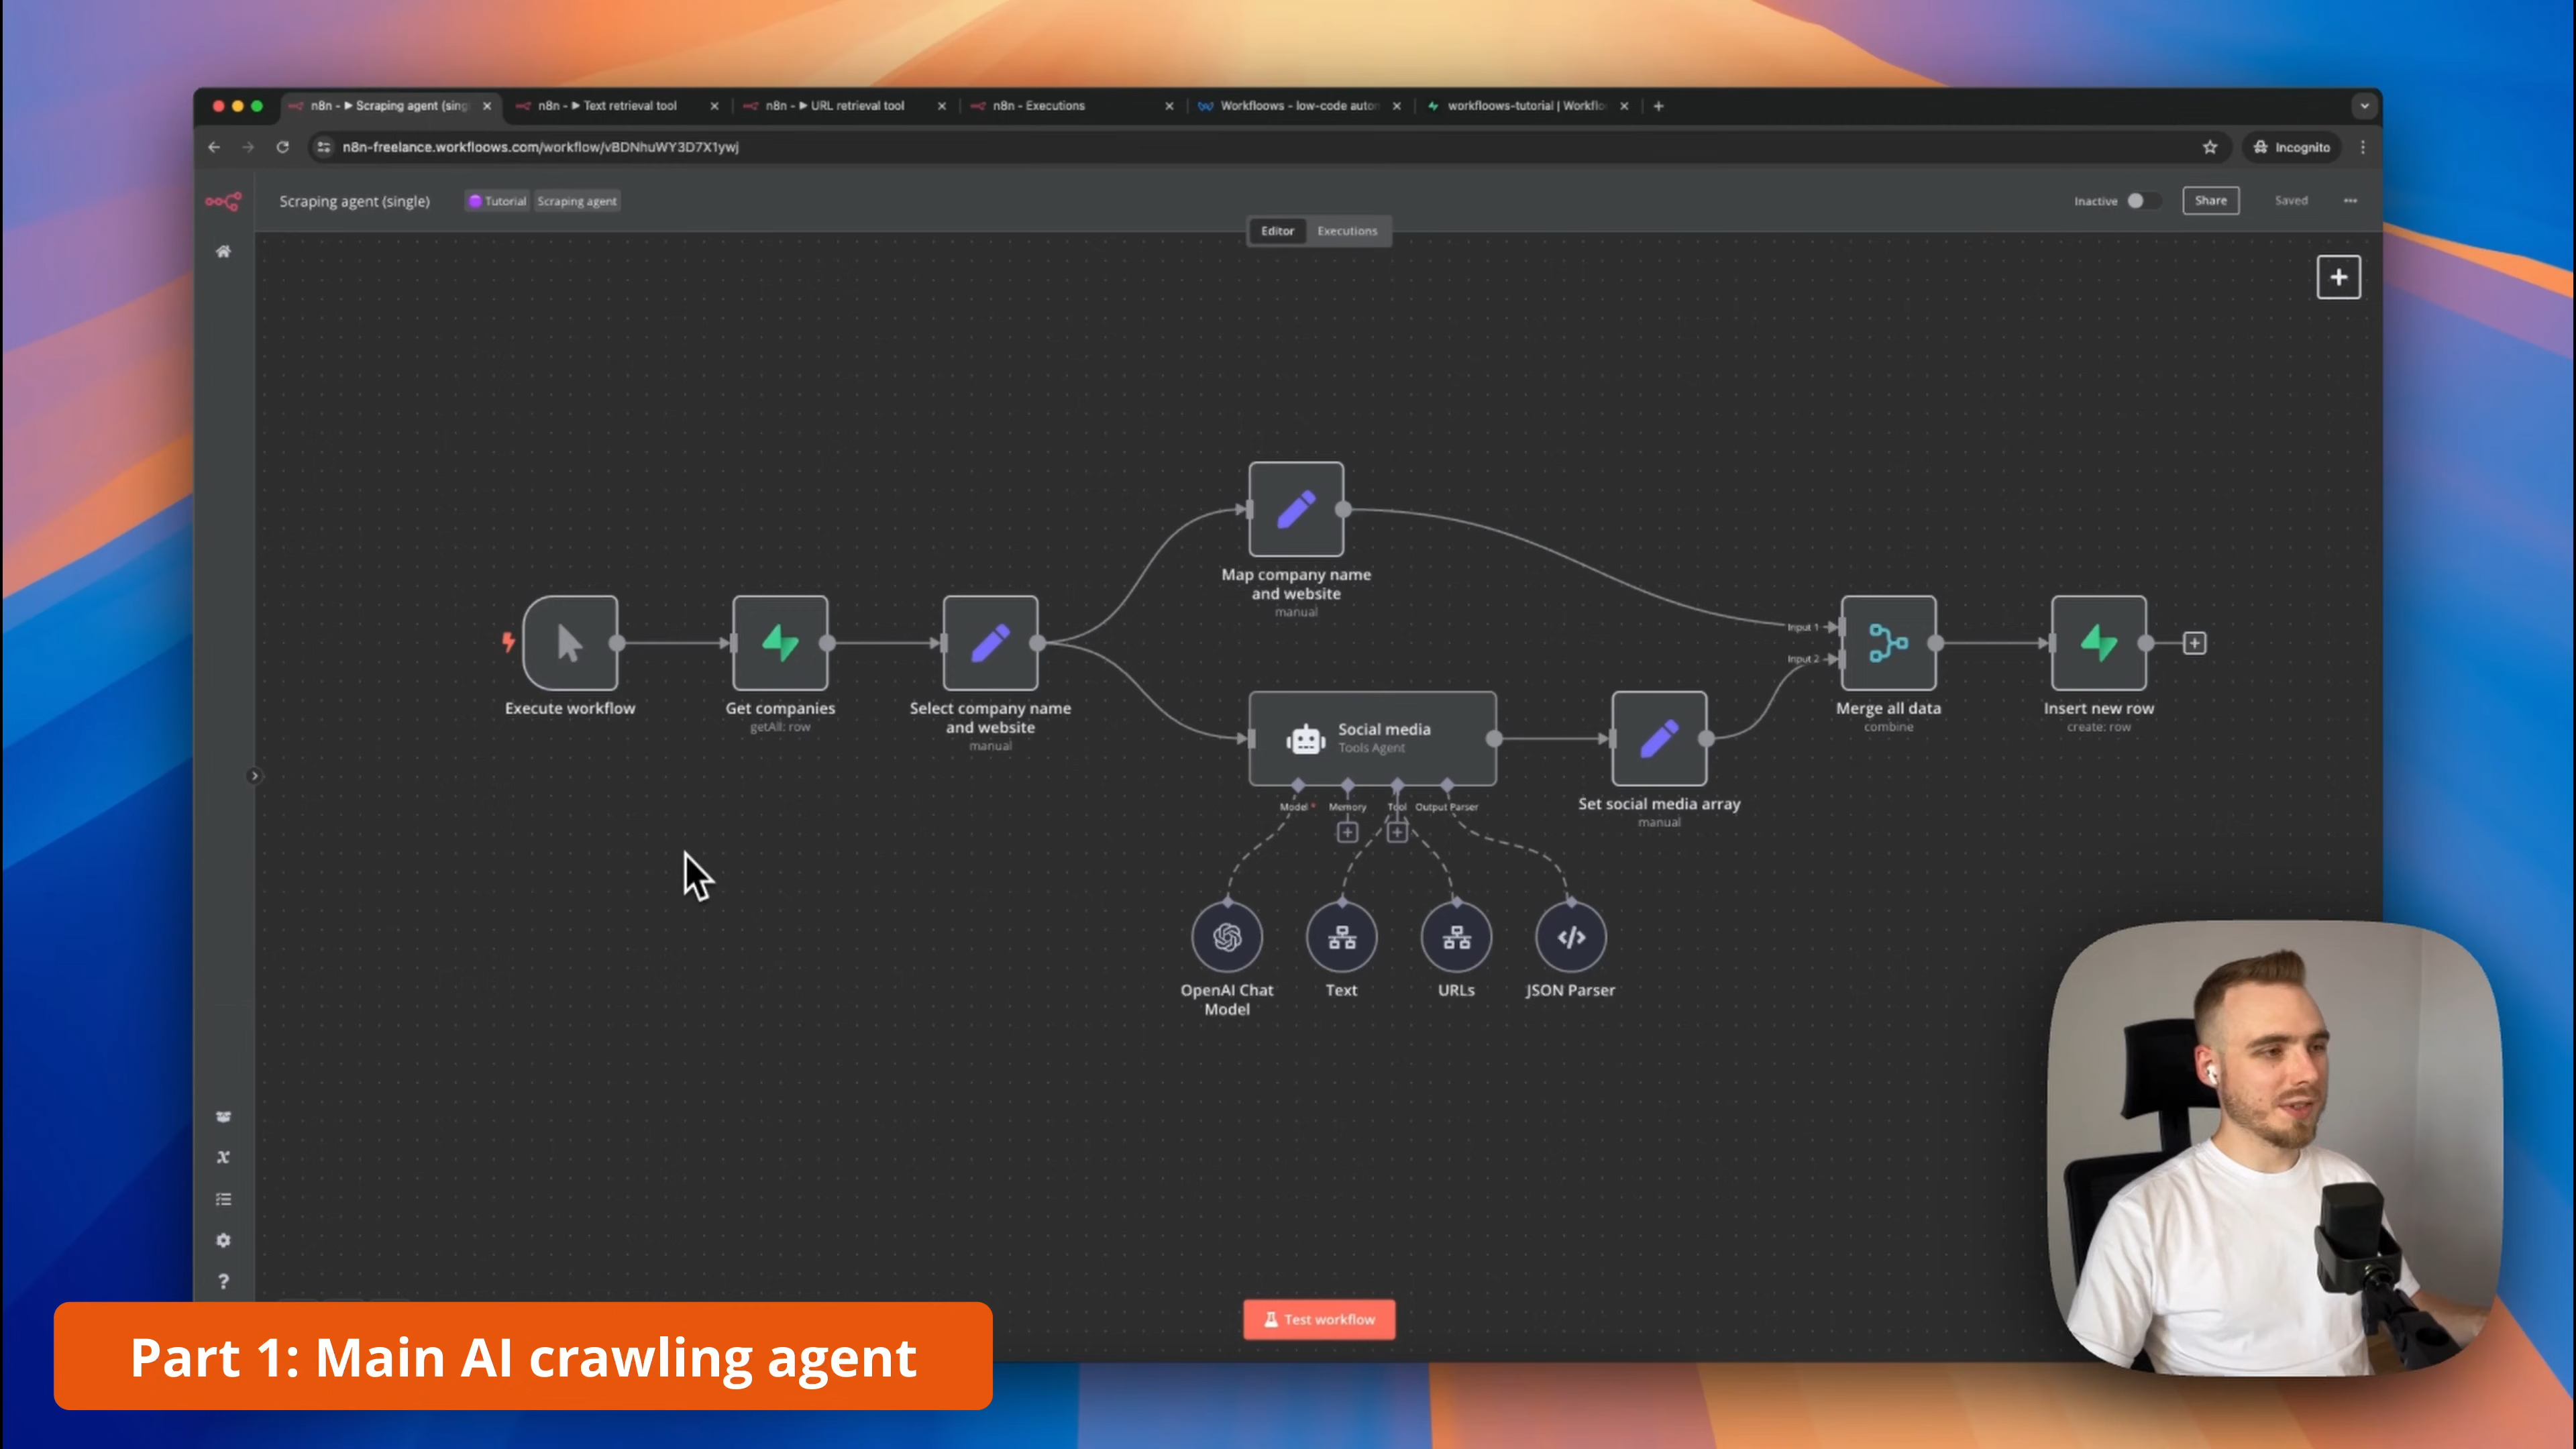 n8n - ▶ Scraping agent (sing
n8n - ▶ Text retrieval tool
n8n - ▶ URL retrieval tool
n8n - Executions
Workfloows - low-code auton
workfloows-tutorial | Workflo
n8n-freelance.workfloows.com/workflow/vBDNhuWY3D7X1ywj
Incognito
Scraping agent (single)
Tutorial
Scraping agent
Inactive
Share
Saved
Editor
Executions
Map company name
and website
manual
Input 1
Input 2
Execute workflow
Get companies
getAll: row
Select company name
and website
manual
Social media
Tools Agent
Model *
Memory
Tool
Output Parser
Set social media array
manual
Merge all data
combine
Insert new row
create: row
OpenAI Chat
Model
Text
URLs
JSON Parser
Test workflow
Part 1: Main AI crawling agent